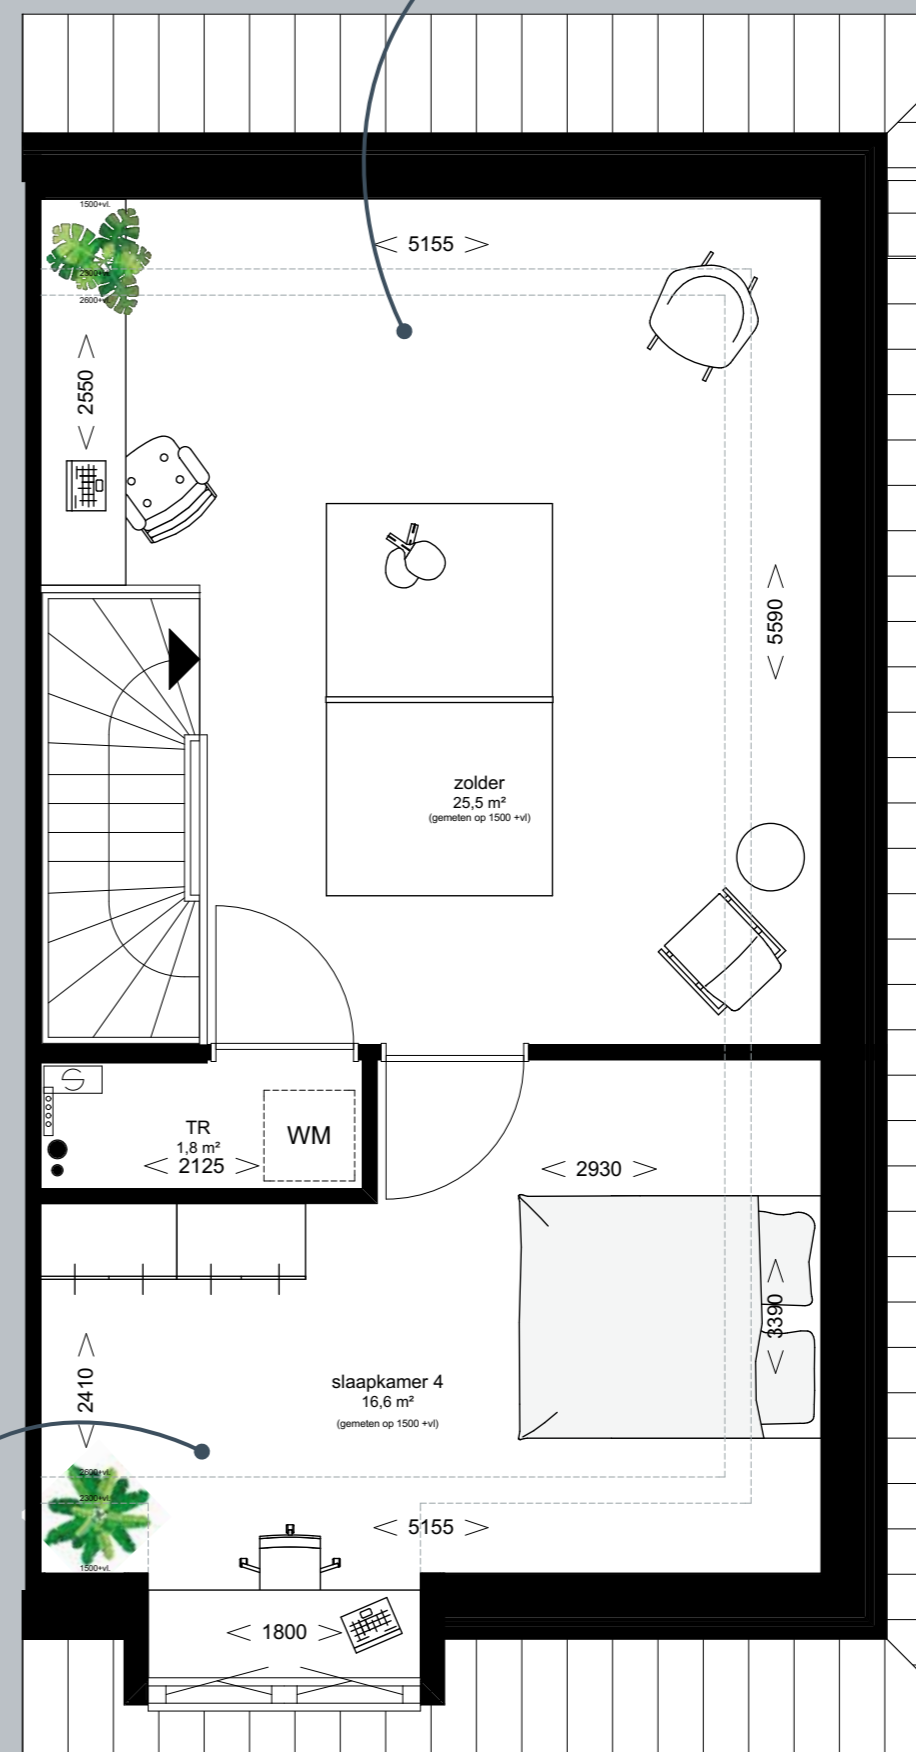 1500+vl.
5155
2300+vl.
2600+vl.
2550
5590
zolder
25,5 m²
(gemeten op 1500 +vl)
TR
1,8 m²
2125
WM
2930
3390
2410
slaapkamer 4
16,6 m²
(gemeten op 1500 +vl)
2300+vl.
5155
1500+vl.
1800